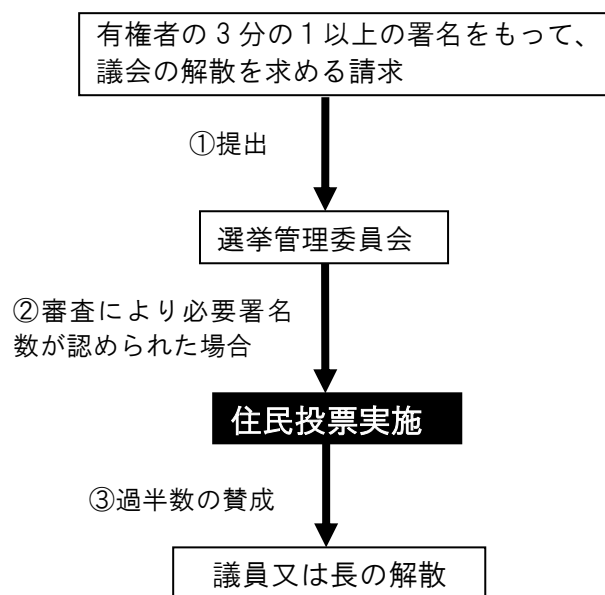 有権者の3分の1以上の署名をもって、
議会の解散を求める請求
①提出
選挙管理委員会
②審査により必要署名
数が認められた場合
住民投票実施
③過半数の賛成
議員又は長の解散